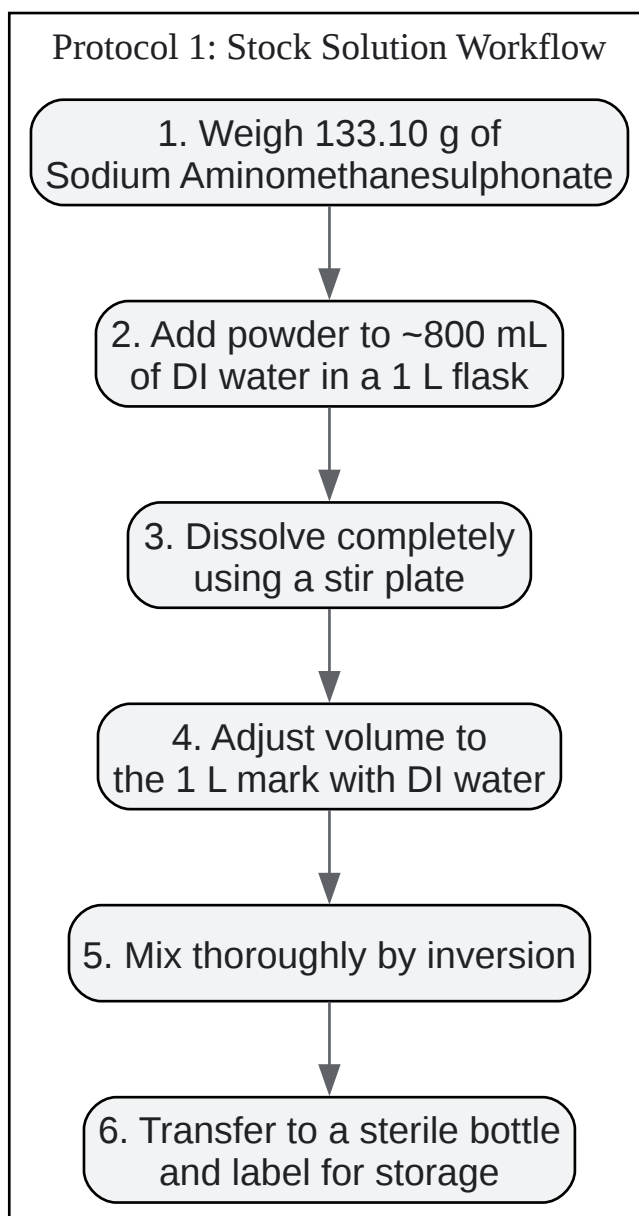 Protocol 1: Stock Solution Workflow
1. Weigh 133.10 g of
Sodium Aminomethanesulphonate
2. Add powder to ~800 mL
of DI water in a 1 L flask
3. Dissolve completely
using a stir plate
4. Adjust volume to
the 1 L mark with DI water
5. Mix thoroughly by inversion
6. Transfer to a sterile bottle
and label for storage